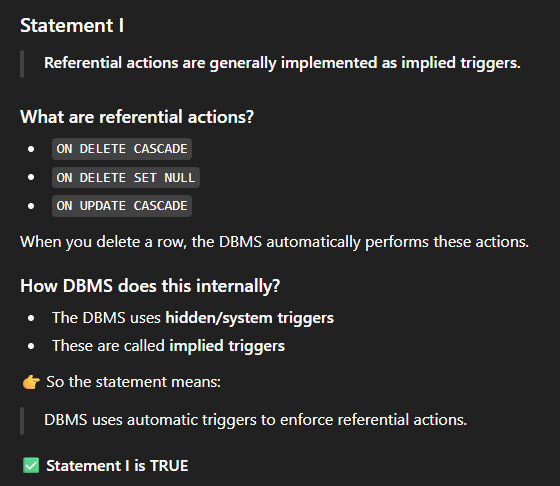 Statement I
Referential actions are generally implemented as implied triggers.
What are referential actions?
• ON DELETE CASCADE
• ON DELETE SET NULL
• ON UPDATE CASCADE
When you delete a row, the DBMS automatically performs these actions.
How DBMS does this internally?
• The DBMS uses hidden/system triggers
• These are called implied triggers
👉 So the statement means:
DBMS uses automatic triggers to enforce referential actions.
✅ Statement I is TRUE